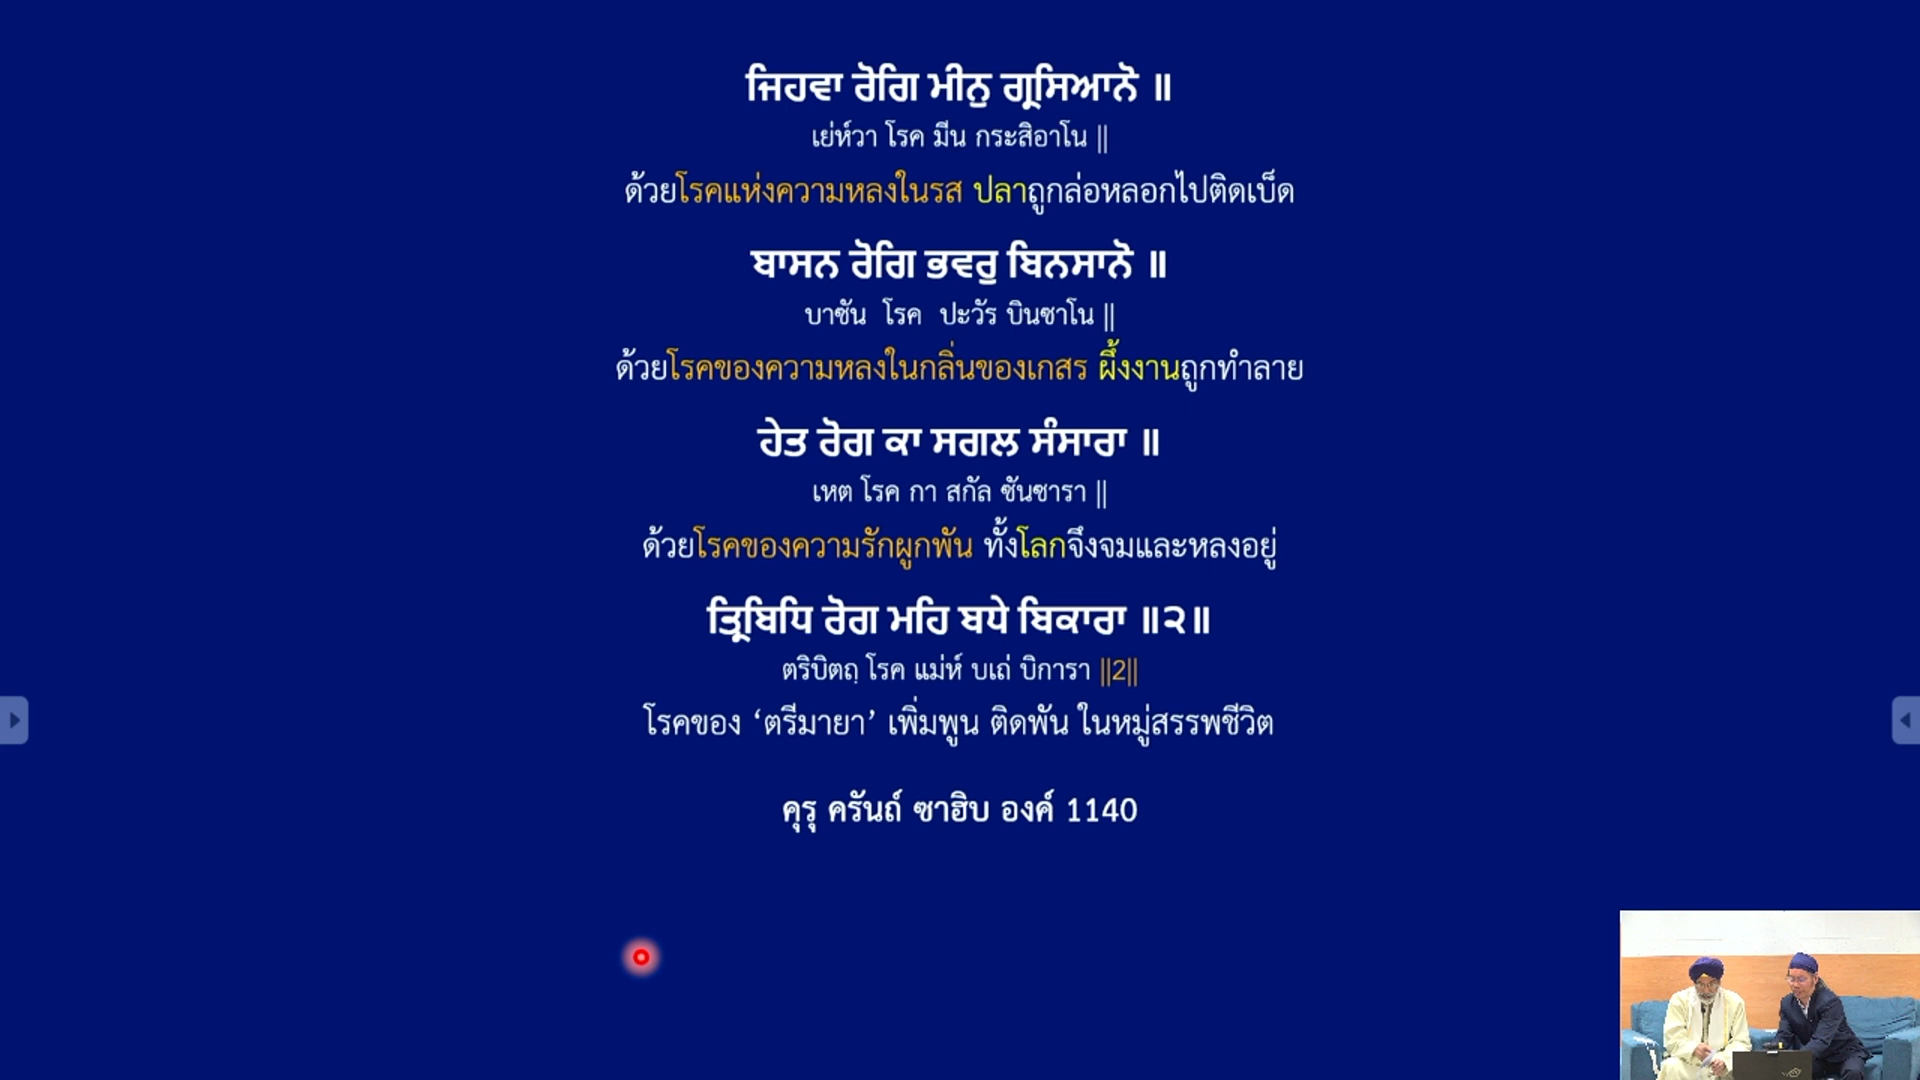 ਜਿਹਵਾ ਰੋਗਿ ਮੀਨੁ ਗ੍ਰਸਿਆਨੋ ॥
เย่ห์วา โรค มีน กระสิอาโน ||
ด้วยโรคแห่งความหลงในรส ปลาถูกล่อหลอกไปติดเบ็ด
ਬਾਸਨ ਰੋਗਿ ਭਵਰੁ ਬਿਨਸਾਨੋ ॥
บาซัน โรค ปะวัร บินซาโน ||
ด้วยโรคของความหลงในกลิ่นของเกสร ผึ้งงานถูกทำลาย
ਹੇਤ ਰੋਗ ਕਾ ਸਗਲ ਸੰਸਾਰਾ ॥
เหต โรค กา สกัล ซันซารา ||
ด้วยโรคของความรักผูกพัน ทั้งโลกจึงจมและหลงอยู่
ਤ੍ਰਿਬਿਧਿ ਰੋਗ ਮਹਿ ਬਧੇ ਬਿਕਾਰਾ ॥੨॥
ตริบิตถฺ โรค แม่ห์ บเถ่ บิการา ||2||
โรคของ ‘ตรีมายา’ เพิ่มพูน ติดพัน ในหมู่สรรพชีวิต
คุรุ ครันถ์ ซาฮิบ องค์ 1140